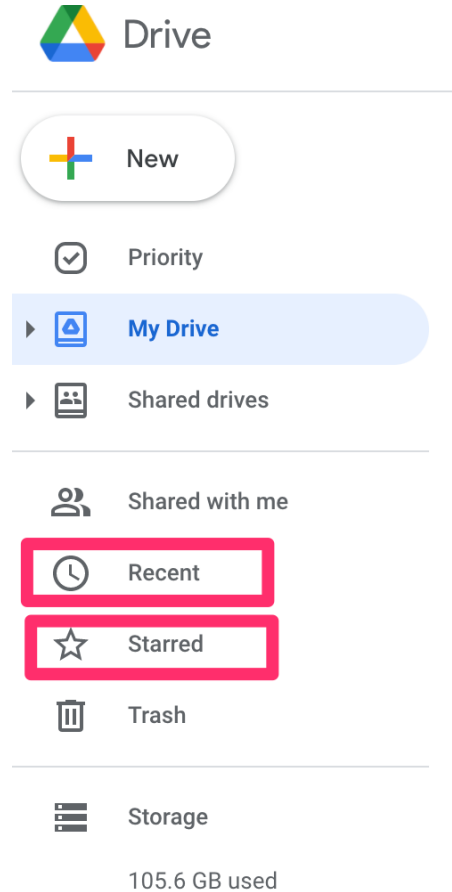 Drive
New
Priority
My Drive
Shared drives
Shared with me
Recent
Starred
Trash
Storage
105.6 GB used